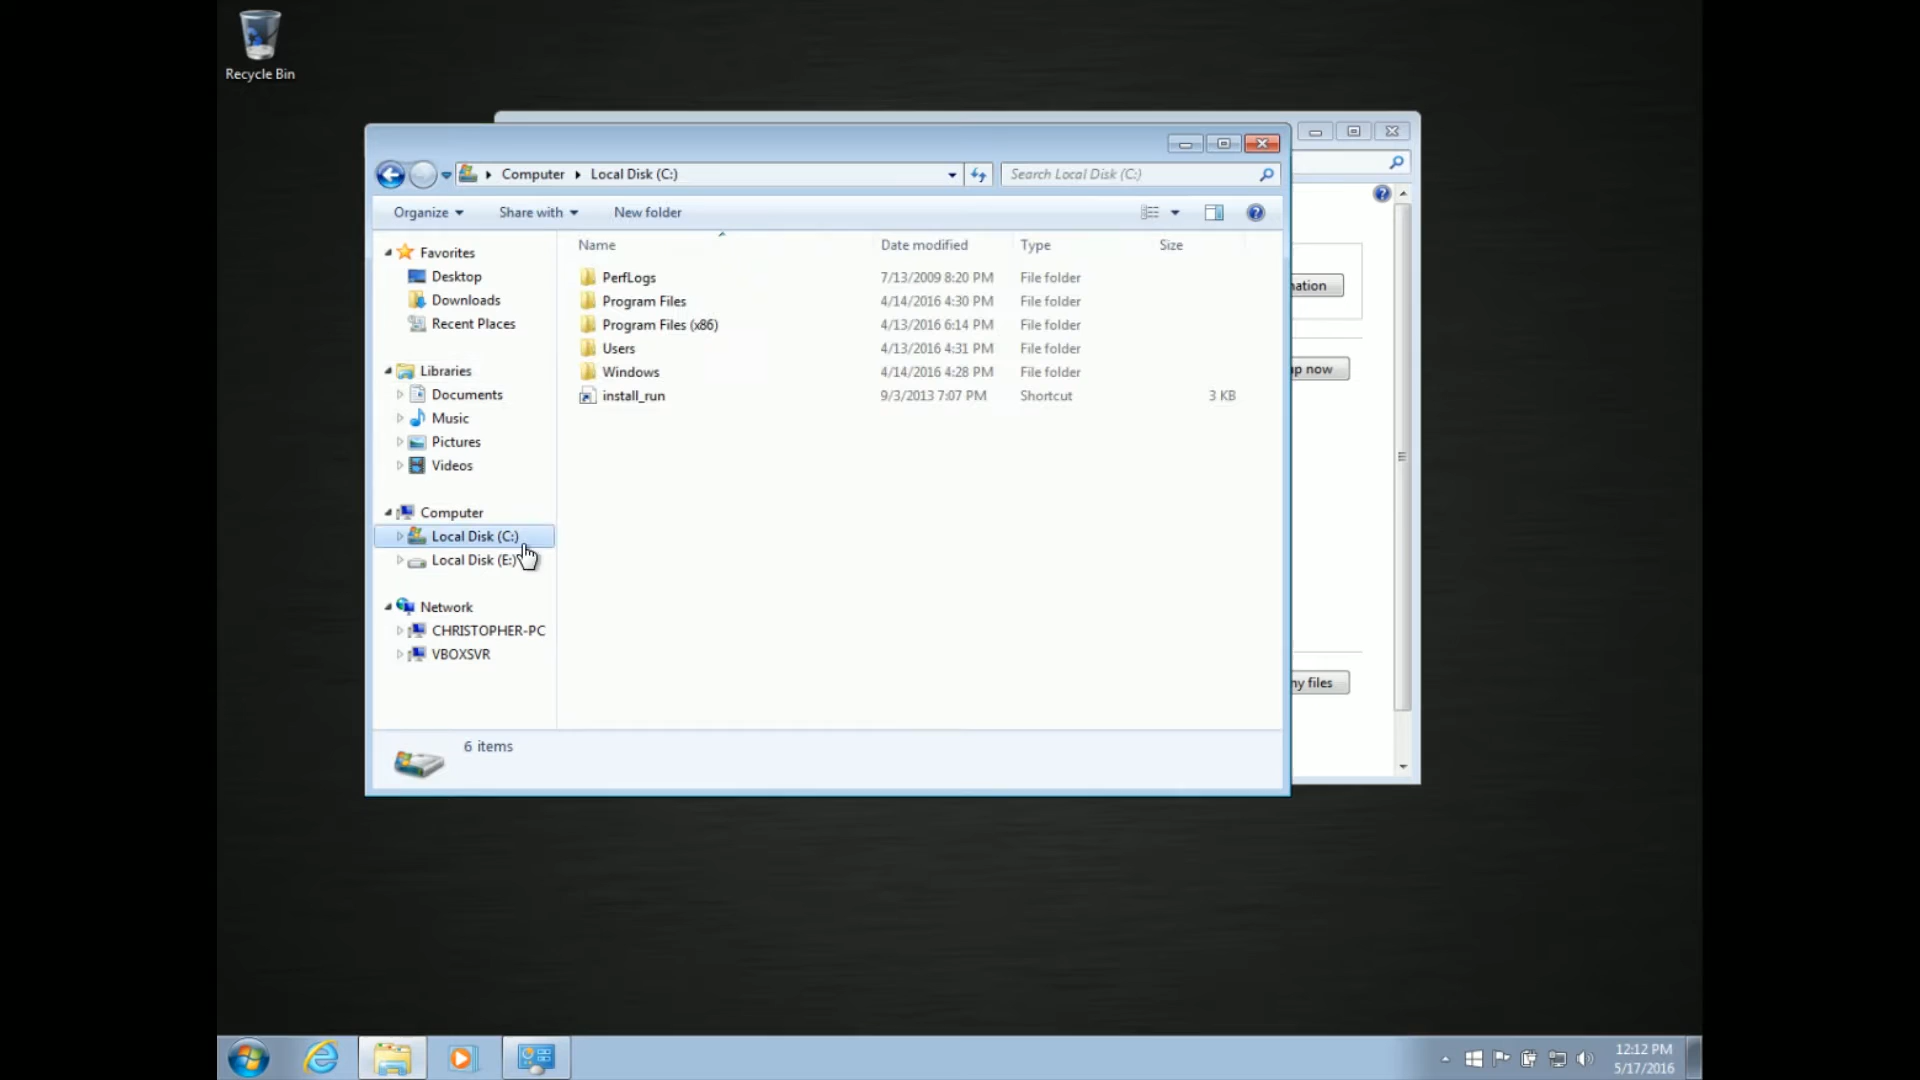 Recycle Bin
Computer
Local Disk (C:)
Search Local Disk (C:)
Organize
Share with
New folder
Name
Date modified
Type
Size
Favorites
Desktop
Downloads
Recent Places
Libraries
Documents
Music
Pictures
Videos
Computer
Local Disk (C:)
Local Disk (E:)
Network
CHRISTOPHER-PC
VBOXSVR
PerfLogs 7/13/2009 8:20 PM File folder
Program Files 4/14/2016 4:30 PM File folder
Program Files (x86) 4/13/2016 6:14 PM File folder
Users 4/13/2016 4:31 PM File folder
Windows 4/14/2016 4:28 PM File folder
install_run 9/3/2013 7:07 PM Shortcut 3 KB
6 items
nation
up now
my files
12:12 PM
5/17/2016